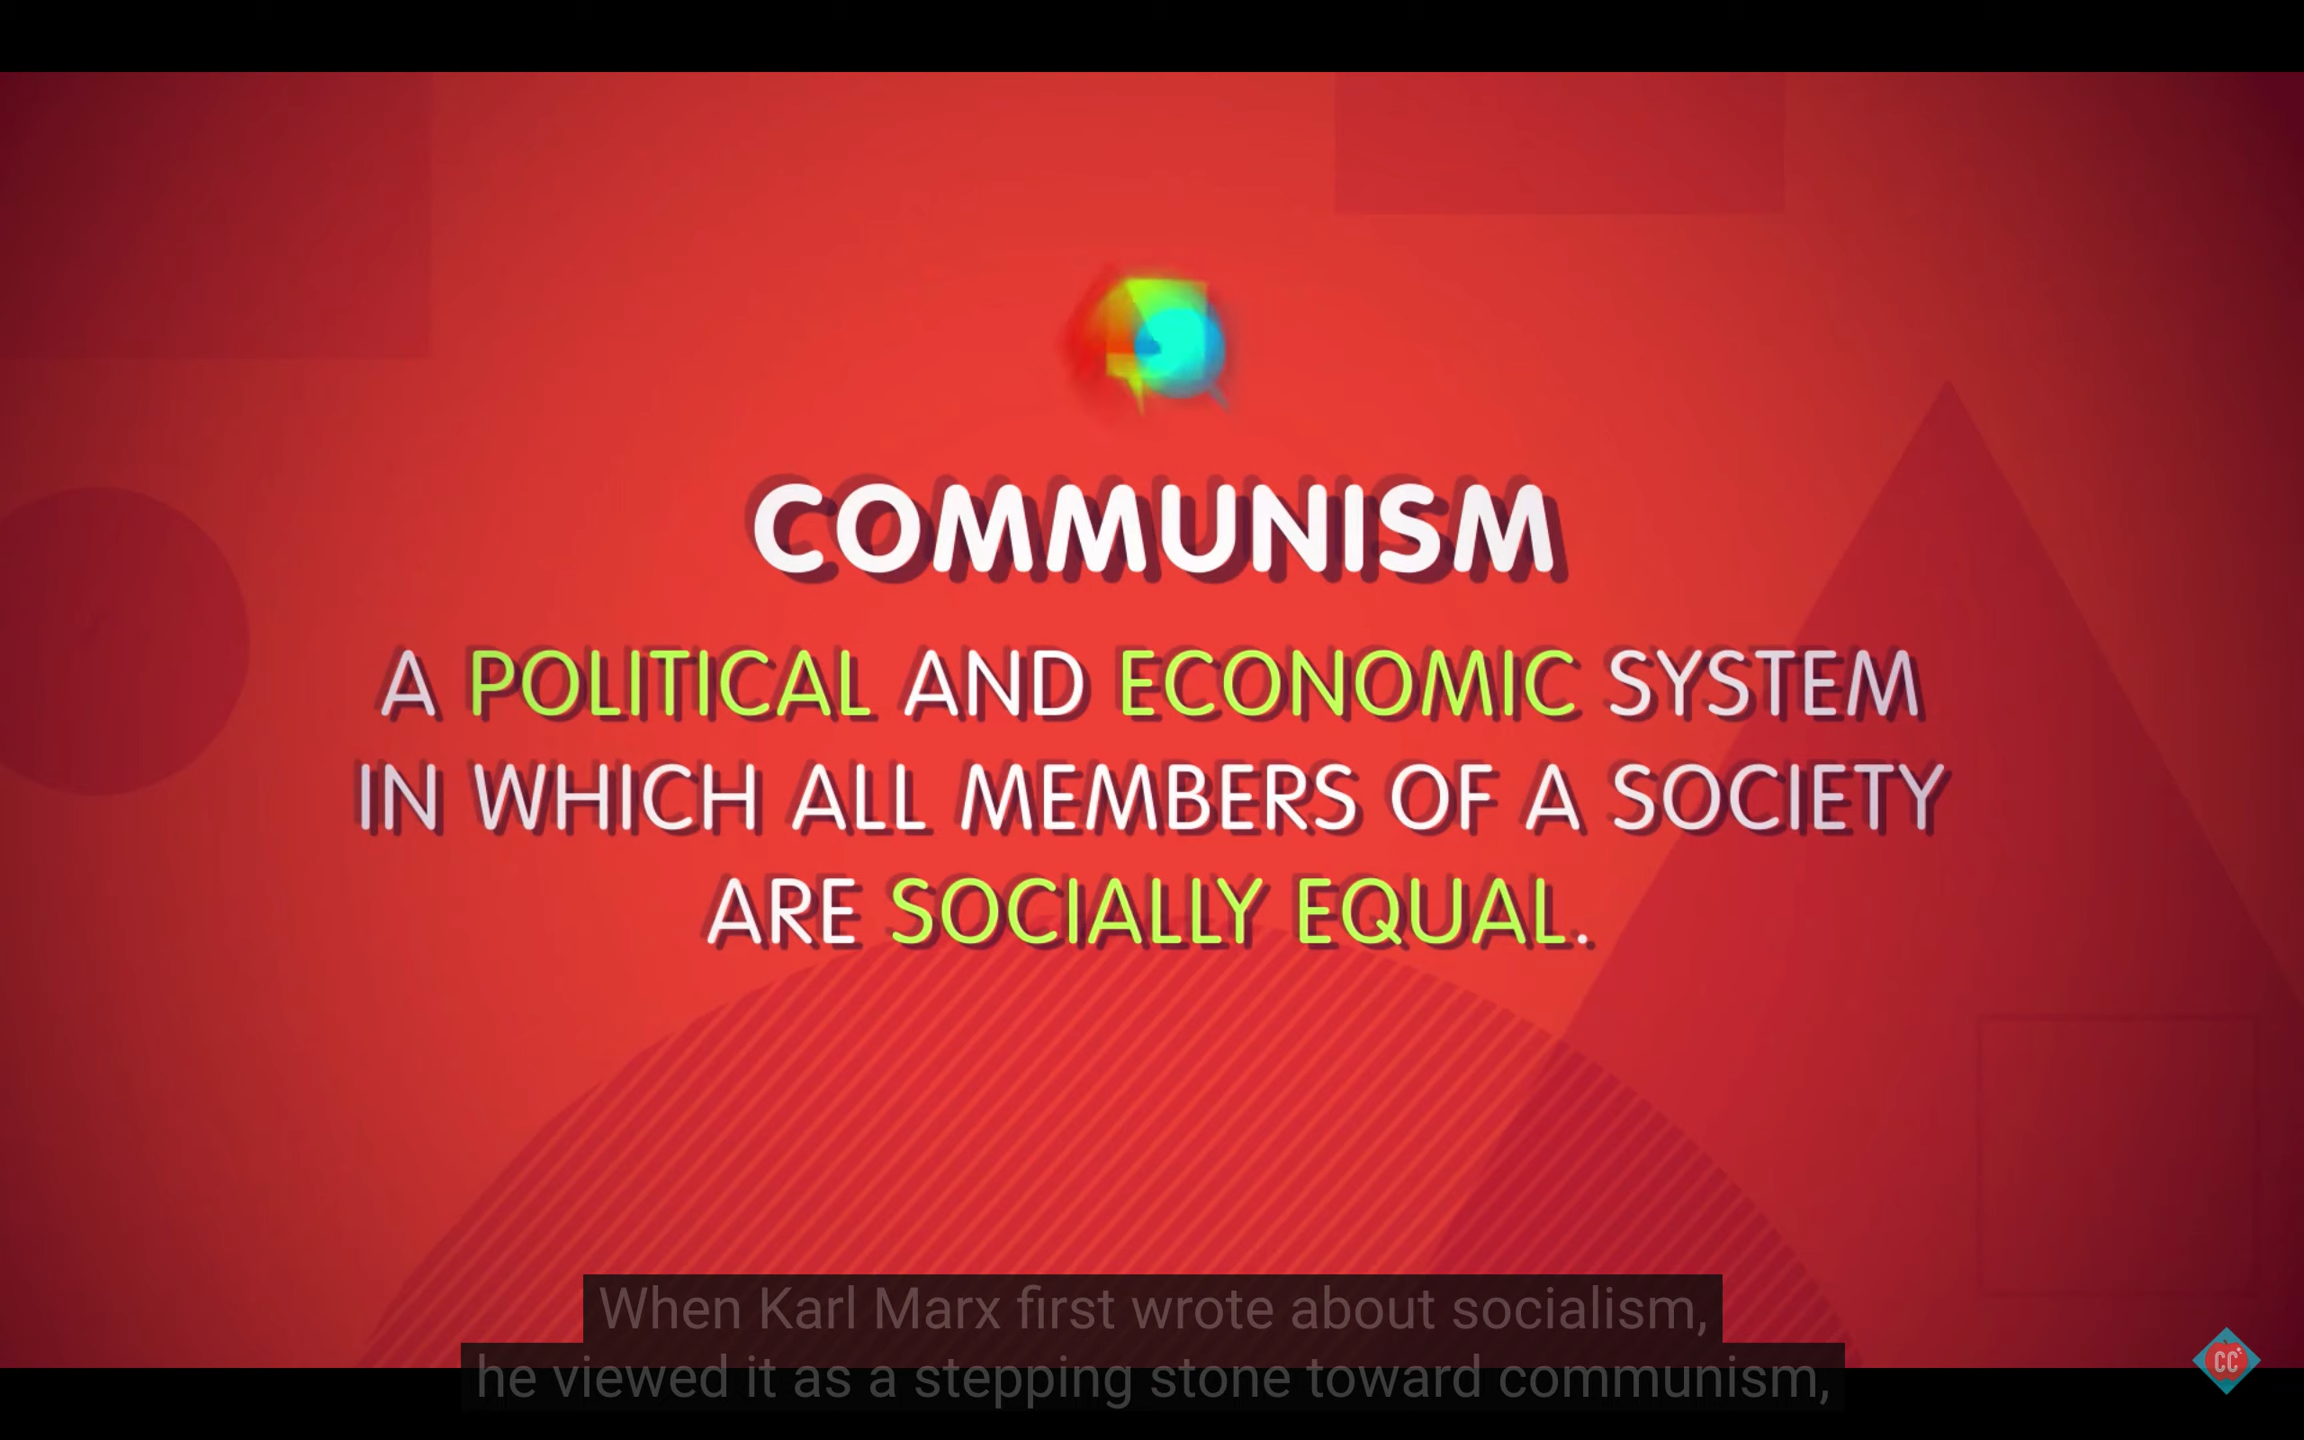 COMMUNISM
A POLITICAL AND ECONOMIC SYSTEM
IN WHICH ALL MEMBERS OF A SOCIETY
ARE SOCIALLY EQUAL.
When Karl Marx first wrote about socialism,
he viewed it as a stepping stone toward communism,
CC